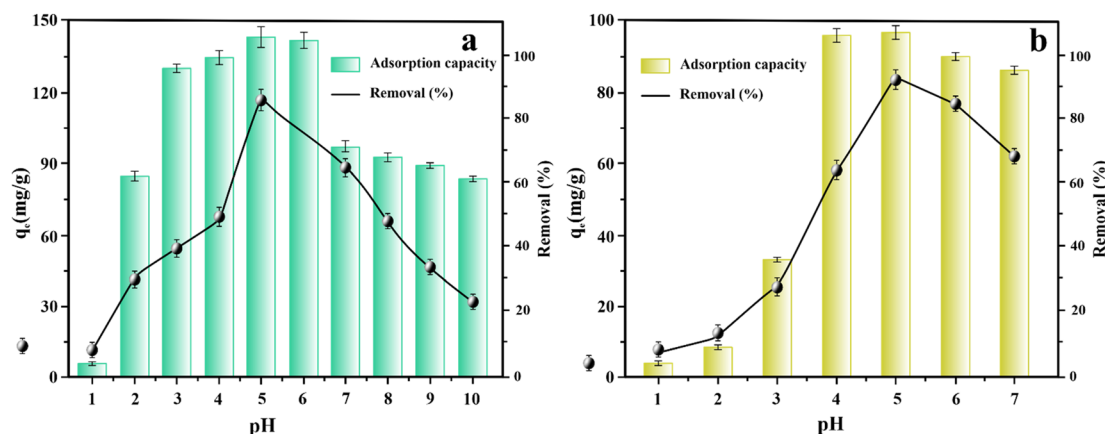 a
Adsorption capacity
Removal (%)
qe(mg/g)
150
120
90
60
30
0
Removal (%)
100
80
60
40
20
0
1 2 3 4 5 6 7 8 9 10
pH
b
Adsorption capacity
Removal (%)
qe(mg/g)
100
80
60
40
20
0
Removal (%)
100
80
60
40
20
0
1 2 3 4 5 6 7
pH